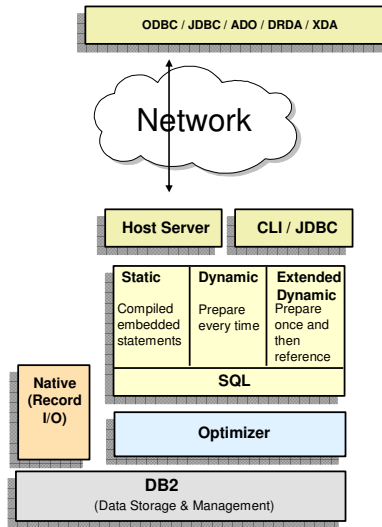 ODBC / JDBC / ADO / DRDA / XDA
Network
Host Server
CLI / JDBC
Static
Compiled
embedded
statements
Dynamic
Prepare
every time
Extended
Dynamic
Prepare
once and
then
reference
SQL
Native
(Record
I/O)
Optimizer
DB2
(Data Storage & Management)